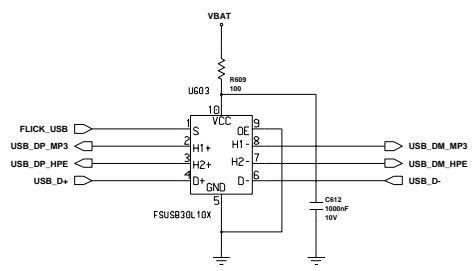 VBAT
R609
100
U603
10
VCC
FLICK_USB
1
S
OE
9
USB_DP_MP3
2
H1+
H1-
8
USB_DM_MP3
USB_DP_HPE
3
H2+
H2-
7
USB_DM_HPE
USB_D+
4
D+
D-
6
USB_D-
GND
5
FSUSB30L10X
C612
1000nF
10V